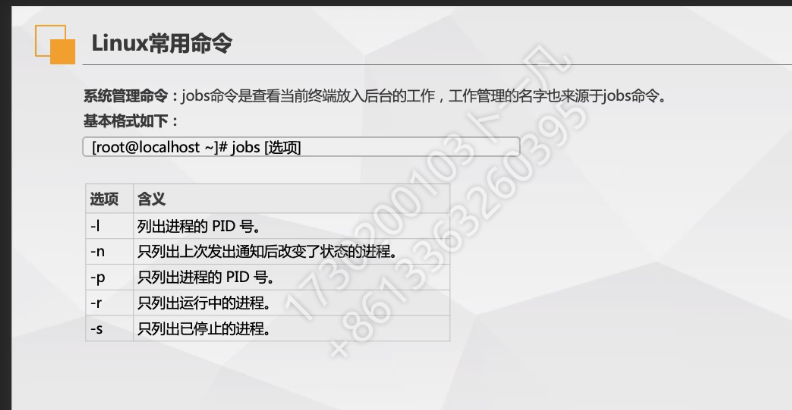 Linux常用命令
系统管理命令：jobs命令是查看当前终端放入后台的工作，工作管理的名字也来源于jobs命令。
基本格式如下：
[root@localhost ~]# jobs [选项]
选项 含义
-l 列出进程的 PID 号。
-n 只列出上次发出通知后改变了状态的进程。
-p 只列出进程的 PID 号。
-r 只列出运行中的进程。
-s 只列出已停止的进程。
17302001103卜一凡
+8613363260395